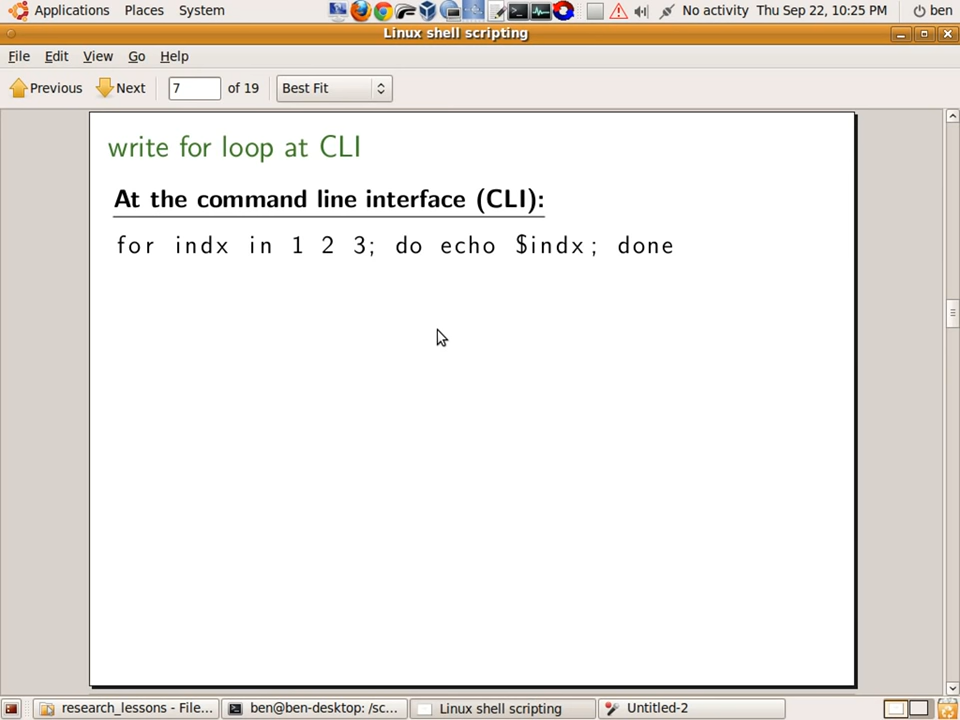 Applications Places System No activity Thu Sep 22, 10:25 PM ben
Linux shell scripting
File Edit View Go Help
Previous Next 7 of 19 Best Fit
write for loop at CLI
At the command line interface (CLI):
for indx in 1 2 3; do echo $indx; done
research_lessons - File... ben@ben-desktop: /sc... Linux shell scripting Untitled-2